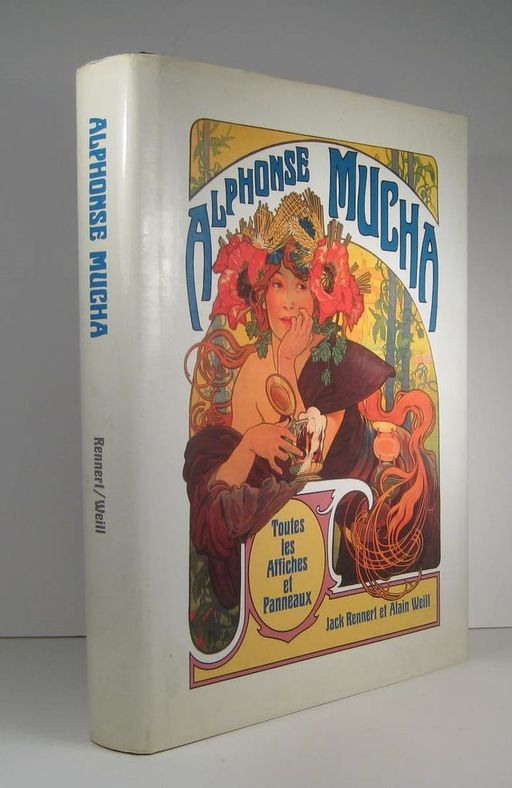 ALPHONSE MUCHA
Rennert/Weill
ALPHONSE MUCHA
Toutes
les
Affiches
et
Panneaux
Jack Rennert et Alain Weill